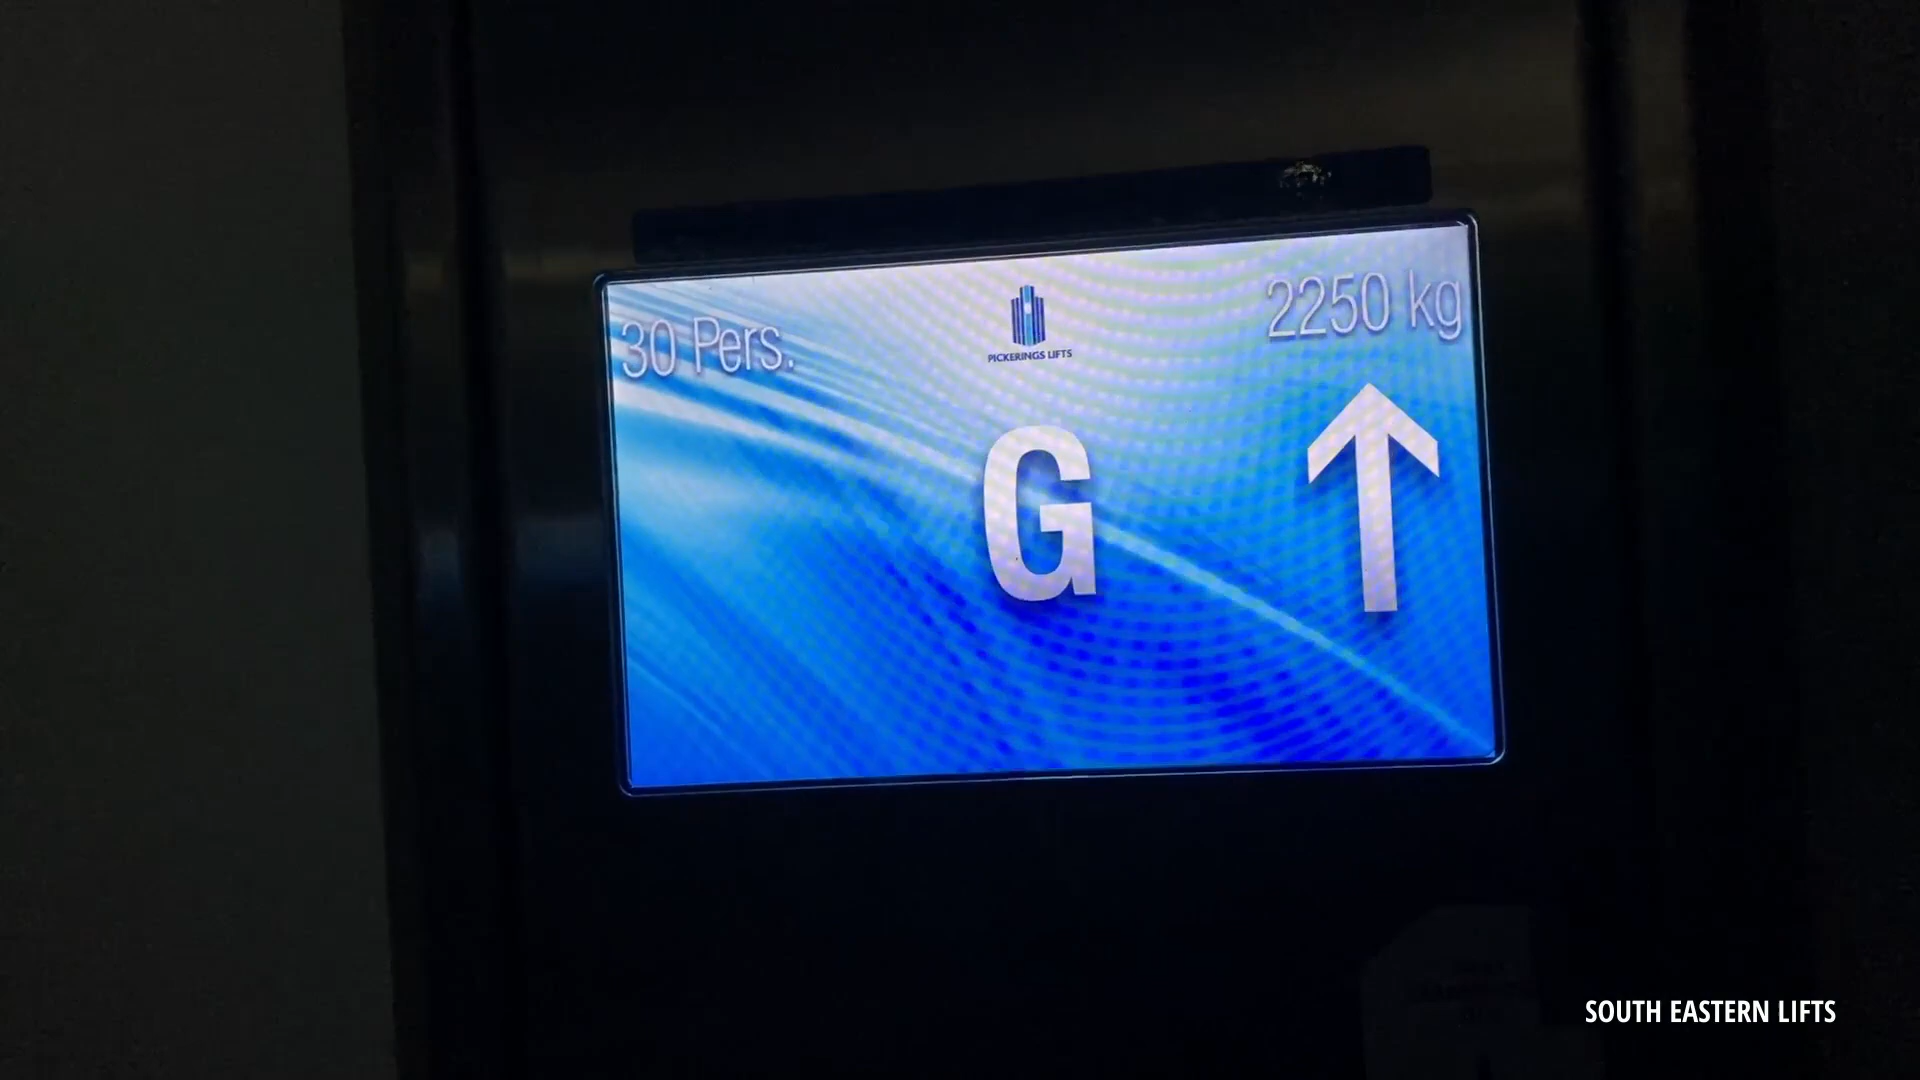 30 Pers.
PICKERINGS LIFTS
2250 kg
G
SOUTH EASTERN LIFTS